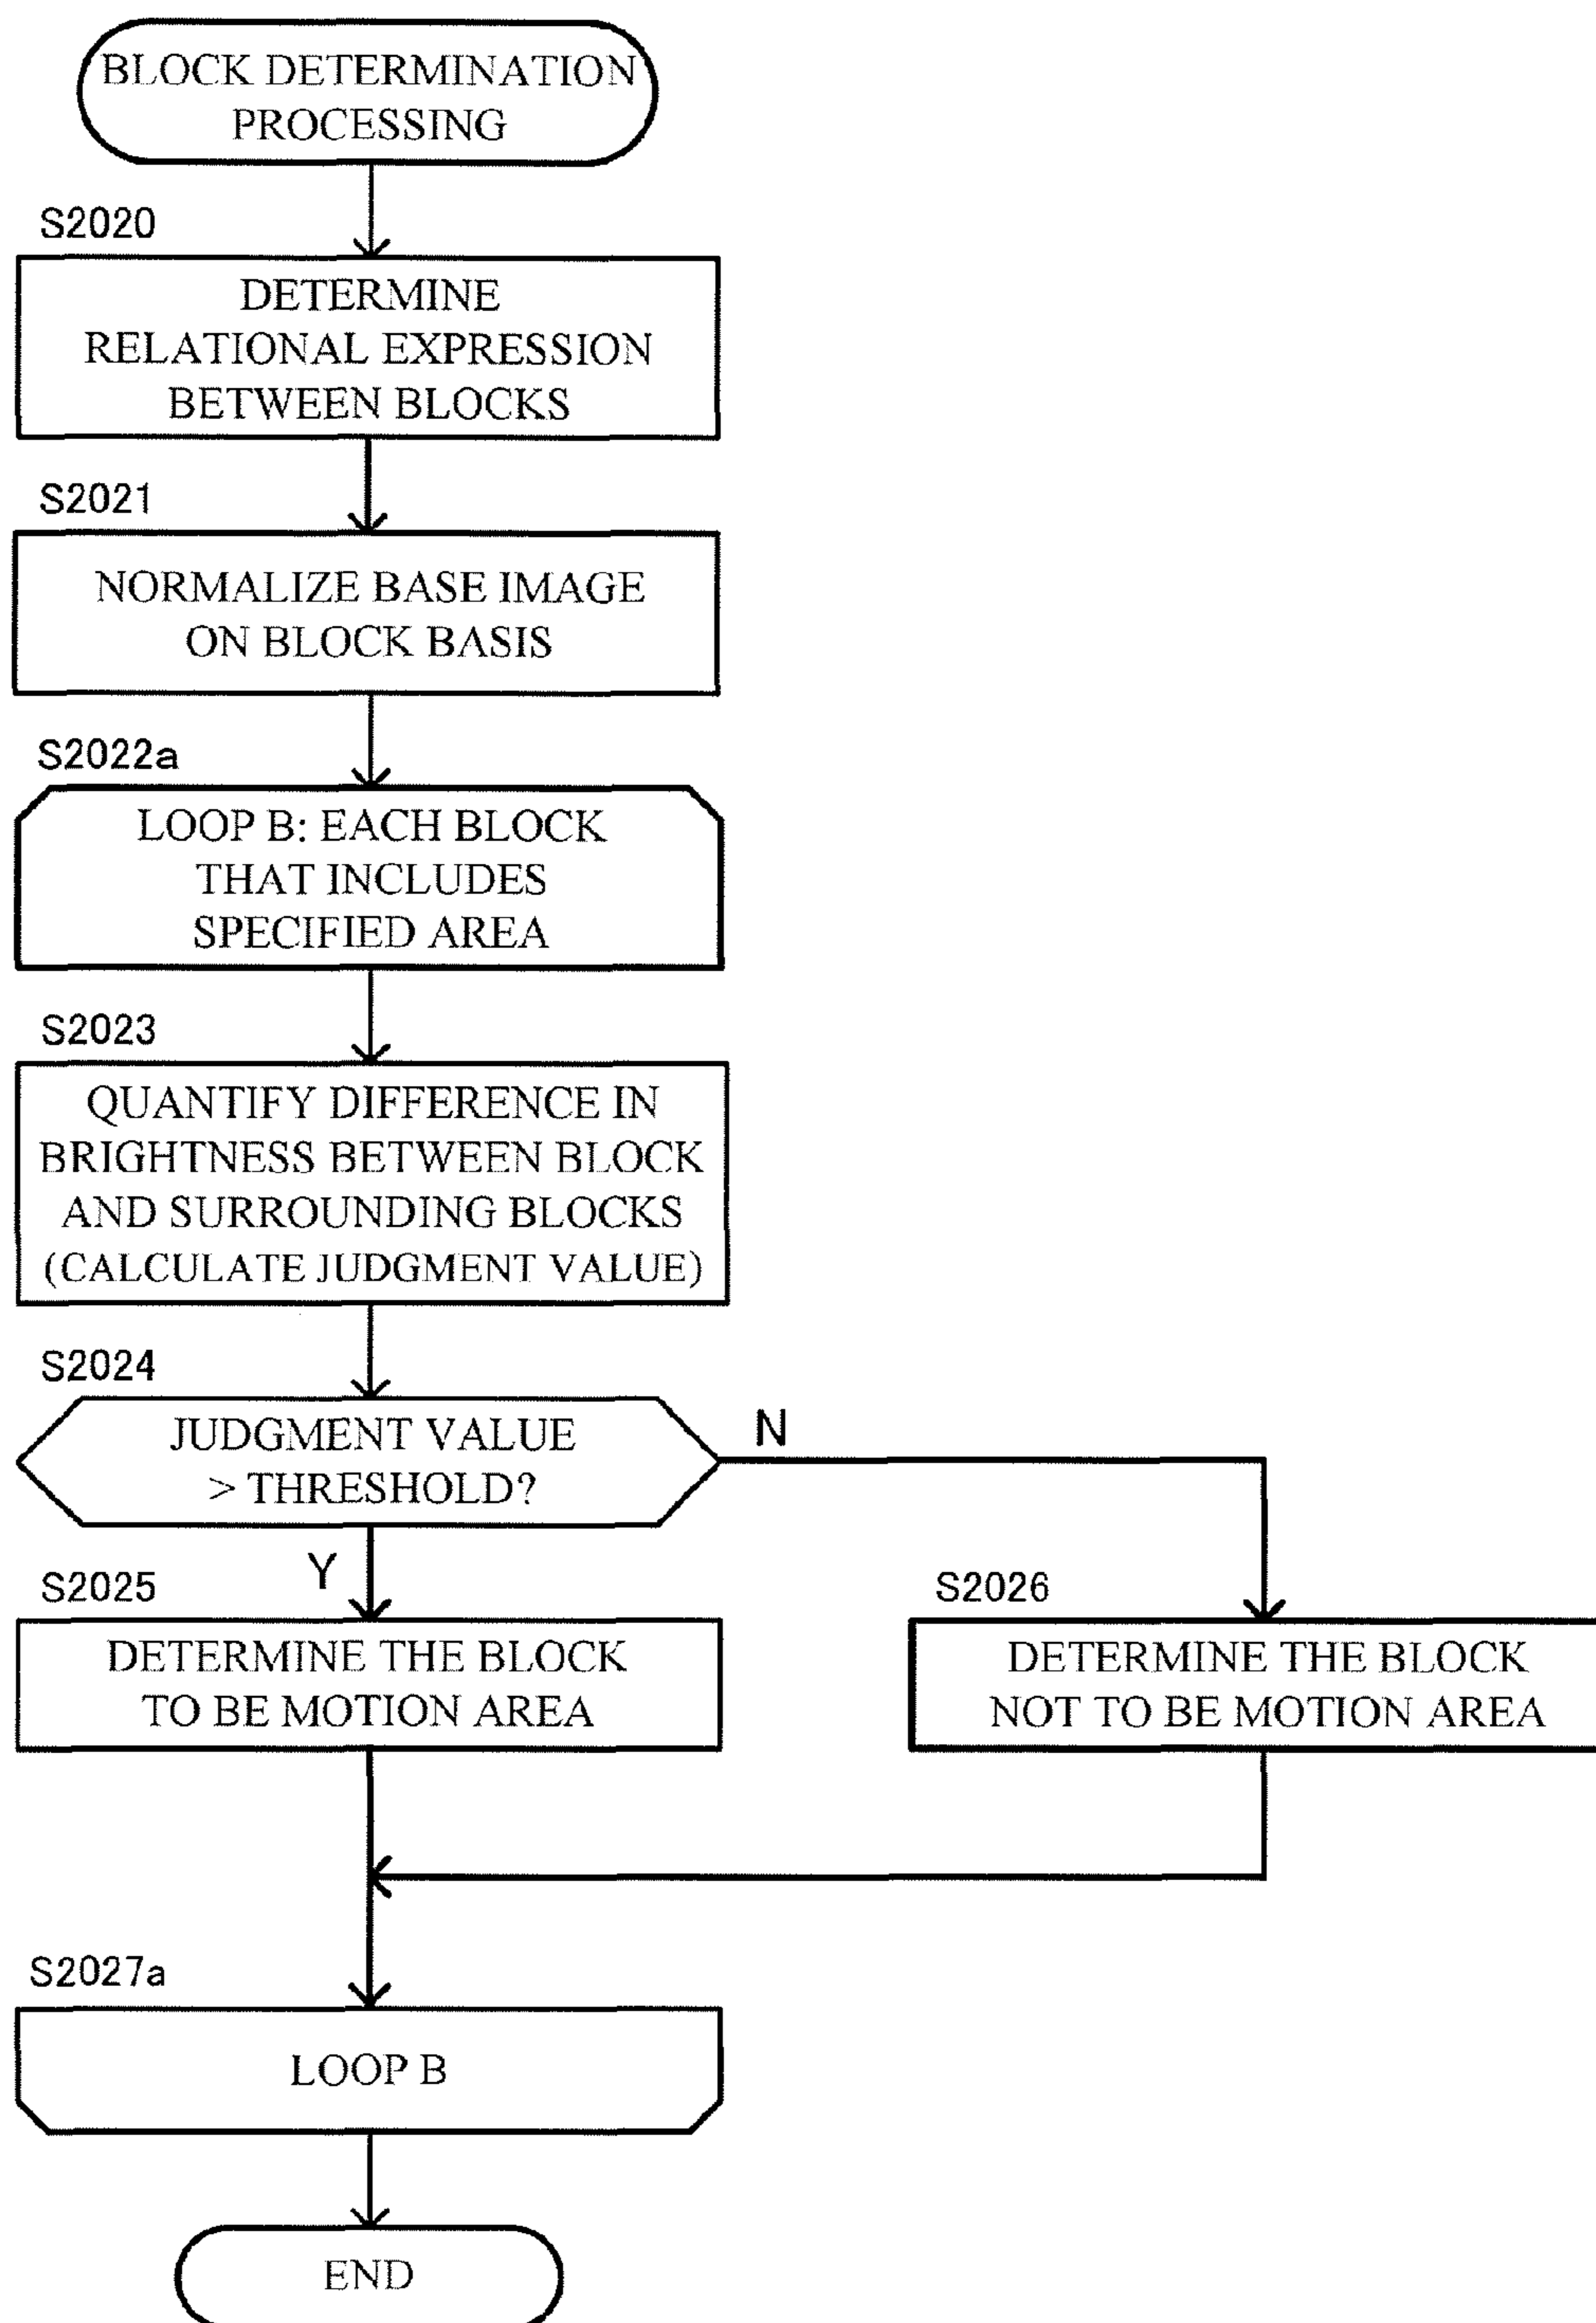 BLOCK DETERMINATION
PROCESSING
S2020
DETERMINE
RELATIONAL EXPRESSION
BETWEEN BLOCKS
S2021
NORMALIZE BASE IMAGE
ON BLOCK BASIS
S2022a
LOOP B: EACH BLOCK
THAT INCLUDES
SPECIFIED AREA
S2023
QUANTIFY DIFFERENCE IN
BRIGHTNESS BETWEEN BLOCK
AND SURROUNDING BLOCKS
(CALCULATE JUDGMENT VALUE)
S2024
JUDGMENT VALUE
> THRESHOLD?
N
Y
S2025
DETERMINE THE BLOCK
TO BE MOTION AREA
S2026
DETERMINE THE BLOCK
NOT TO BE MOTION AREA
S2027a
LOOP B
END